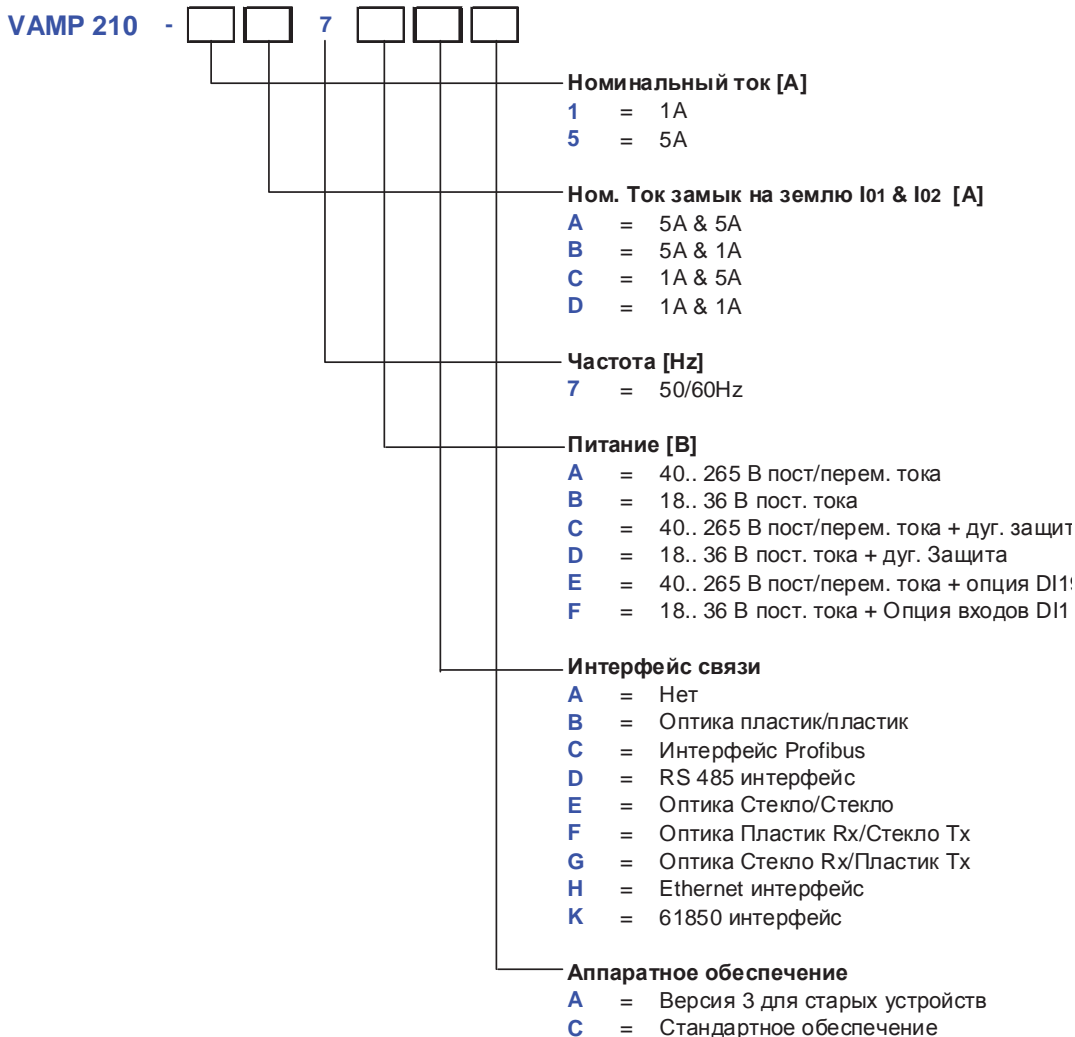 VAMP 210 - 7
Номинальный ток [A]
1 = 1A
5 = 5A
Ном. Ток замык на землю I01 & I02 [A]
A = 5A & 5A
B = 5A & 1A
C = 1A & 5A
D = 1A & 1A
Частота [Hz]
7 = 50/60Hz
Питание [В]
A = 40.. 265 В пост/перем. тока
B = 18.. 36 В пост. тока
C = 40.. 265 В пост/перем. тока + дуг. защит
D = 18.. 36 В пост. тока + дуг. Защита
E = 40.. 265 В пост/перем. тока + опция
F = 18.. 36 В пост. тока + Опция входов
Интерфейс связи
A = Нет
B = Оптика пластик/пластик
C = Интерфейс Profibus
D = RS 485 интерфейс
E = Оптика Стекло/Стекло
F = Оптика Пластик Rx/Стекло Tx
G = Оптика Стекло Rx/Пластик Tx
H = Ethernet интерфейс
K = 61850 интерфейс
Аппаратное обеспечение
A = Версия 3 для старых устройств
C = Стандартное обеспечение